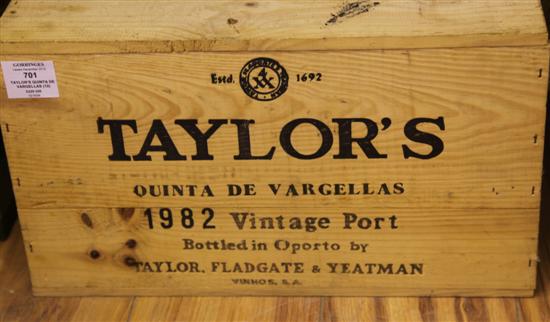 GORRINGES
701
TAYLOR'S QUINTA DE
VARGELLAS (12)
Estd. 1692
TAYLOR'S
QUINTA DE VARGELLAS
1982 Vintage Port
Bottled in Oporto by
TAYLOR, FLADGATE & YEATMAN
VINHOS, S.A.